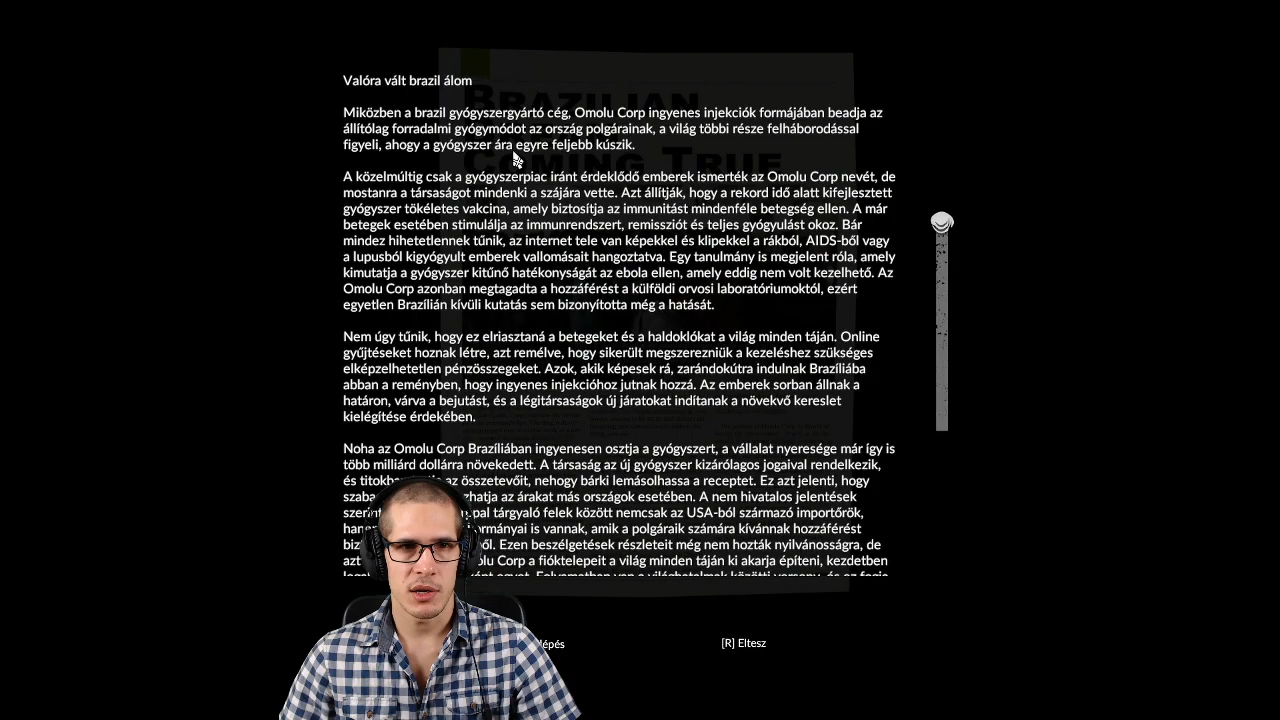 Valóra vált brazil álom
BRAZILIAN
COMING TRUE
Miközben a brazil gyógyszergyártó cég, Omolu Corp ingyenes injekciók formájában beadja az
állítólag forradalmi gyógymódot az ország polgárainak, a világ többi része felháborodással
figyeli, ahogy a gyógyszer ára egyre feljebb kúszik.
A közelmúltig csak a gyógyszerpiac iránt érdeklődő emberek ismerték az Omolu Corp nevét, de
mostanra a társaságot mindenki a szájára vette. Azt állítják, hogy a rekord idő alatt kifejlesztett
gyógyszer tökéletes vakcina, amely biztosítja az immunitást mindenféle betegség ellen. A már
betegek esetében stimulálja az immunrendszert, remissziót és teljes gyógyulást okoz. Bár
mindez hihetetlennek tűnik, az internet tele van képekkel és klipekkel a rákból, AIDS-ből vagy
a lupusból kigyógyult emberek vallomásait hangoztatva. Egy tanulmány is megjelent róla, amely
kimutatja a gyógyszer kitűnő hatékonyságát az ebola ellen, amely eddig nem volt kezelhető. Az
Omolu Corp azonban megtagadta a hozzáférést a külföldi orvosi laboratóriumoktól, ezért
egyetlen Brazílián kívüli kutatás sem bizonyította még a hatását.
Nem úgy tűnik, hogy ez elriasztaná a betegeket és a haldoklókat a világ minden táján. Online
gyűjtéseket hoznak létre, azt remélve, hogy sikerült megszerezniük a kezeléshez szükséges
elképzelhetetlen pénzösszegeket. Azok, akik képesek rá, zarándokútra indulnak Brazíliába
abban a reményben, hogy ingyenes injekcióhoz jutnak hozzá. Az emberek sorban állnak a
határon, várva a bejutást, és a légitársaságok új járatokat indítanak a növekvő kereslet
kielégítése érdekében.
Noha az Omolu Corp Brazíliában ingyenesen osztja a gyógyszert, a vállalat nyeresége már így is
több milliárd dollárra növekedett. A társaság az új gyógyszer kizárólagos jogaival rendelkezik,
és összetevőit, nehogy bárki lemásolhassa a receptet. Ez azt jelenti, hogy
az árakat más országok esetében. A nem hivatalos jelentések
tárgyaló felek között nemcsak az USA-ból származó importőrök,
is vannak, amik a polgáraik számára kívánnak hozzáférést
Ezen beszélgetések részleteit még nem hozták nyilvánosságra, de
azt Corp a fióktelepeit a világ minden táján ki akarja építeni, kezdetben
[R] Eltesz